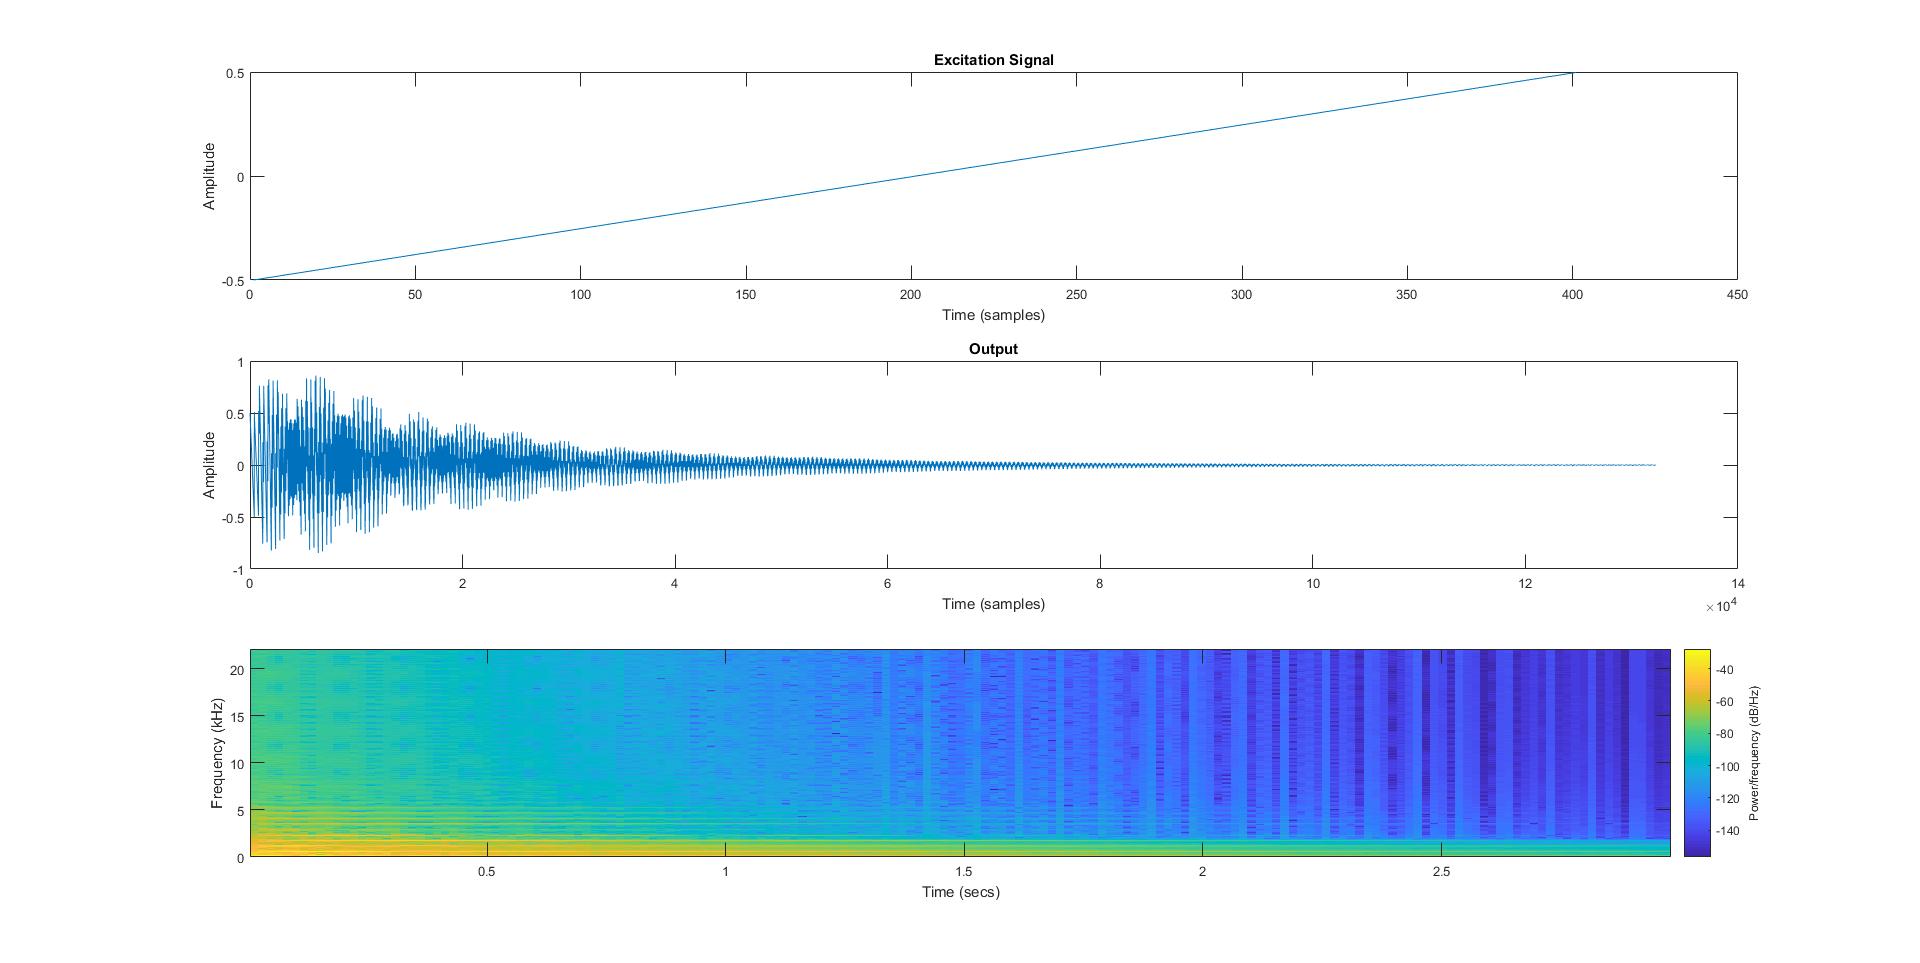 Excitation Signal
0.5
0
-0.5
Amplitude
0 50 100 150 200 250 300 350 400 450
Time (samples)
Output
1
0.5
0
-0.5
-1
Amplitude
0 2 4 6 8 10 12 14
×10⁴
Time (samples)
20
15
10
5
0
Frequency (kHz)
0.5 1 1.5 2 2.5
Time (secs)
-40
-60
-80
-100
-120
-140
Power/frequency (dB/Hz)